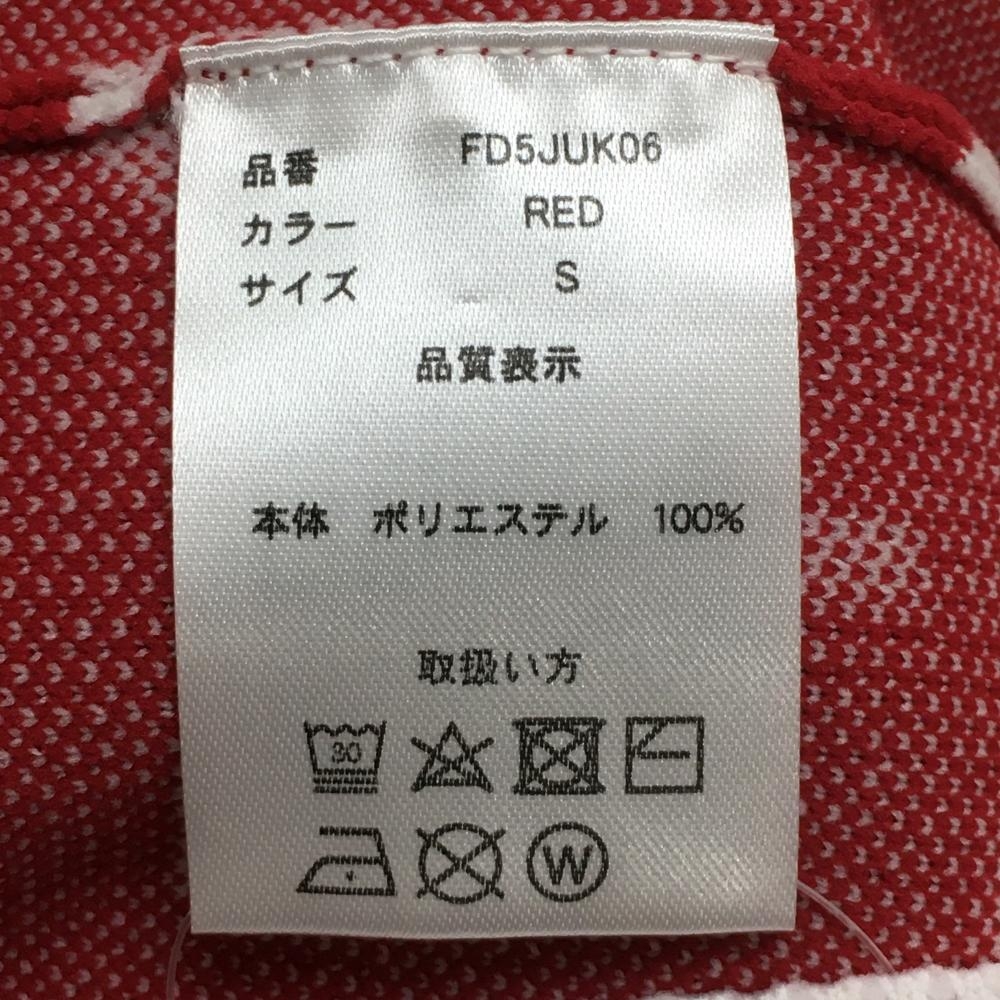 品番 FD5JUK06
カラー RED
サイズ S
品質表示
本体 ポリエステル 100%
取扱い方
30
W